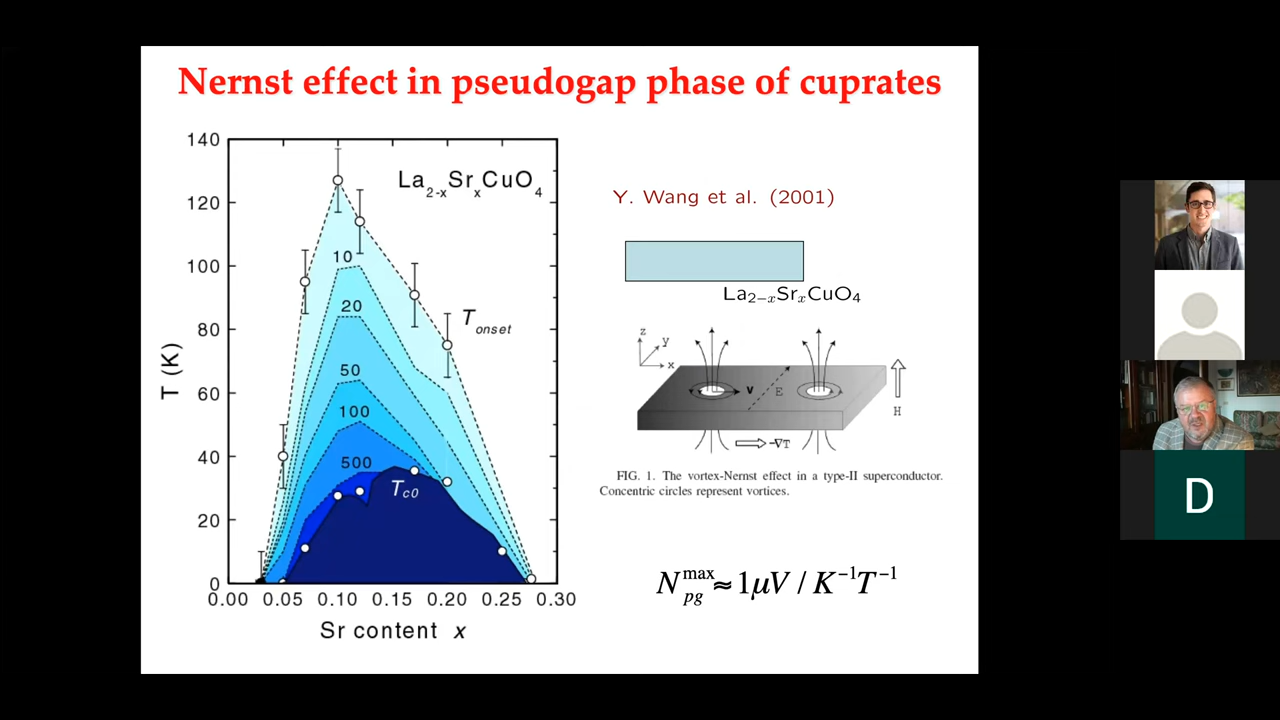 Nernst effect in pseudogap phase of cuprates
140
120
100
80
60
40
20
0
T (K)
La2-xSrxCuO4
10
20
50
100
500
Tonset
Tc0
0.00 0.05 0.10 0.15 0.20 0.25 0.30
Sr content x
Y. Wang et al. (2001)
La2−xSrxCuO4
z
y
x
v
E
H
-∇T
FIG. 1. The vortex-Nernst effect in a type-II superconductor.
Concentric circles represent vortices.
N_pg^max ≈ 1μV / K⁻¹T⁻¹
D